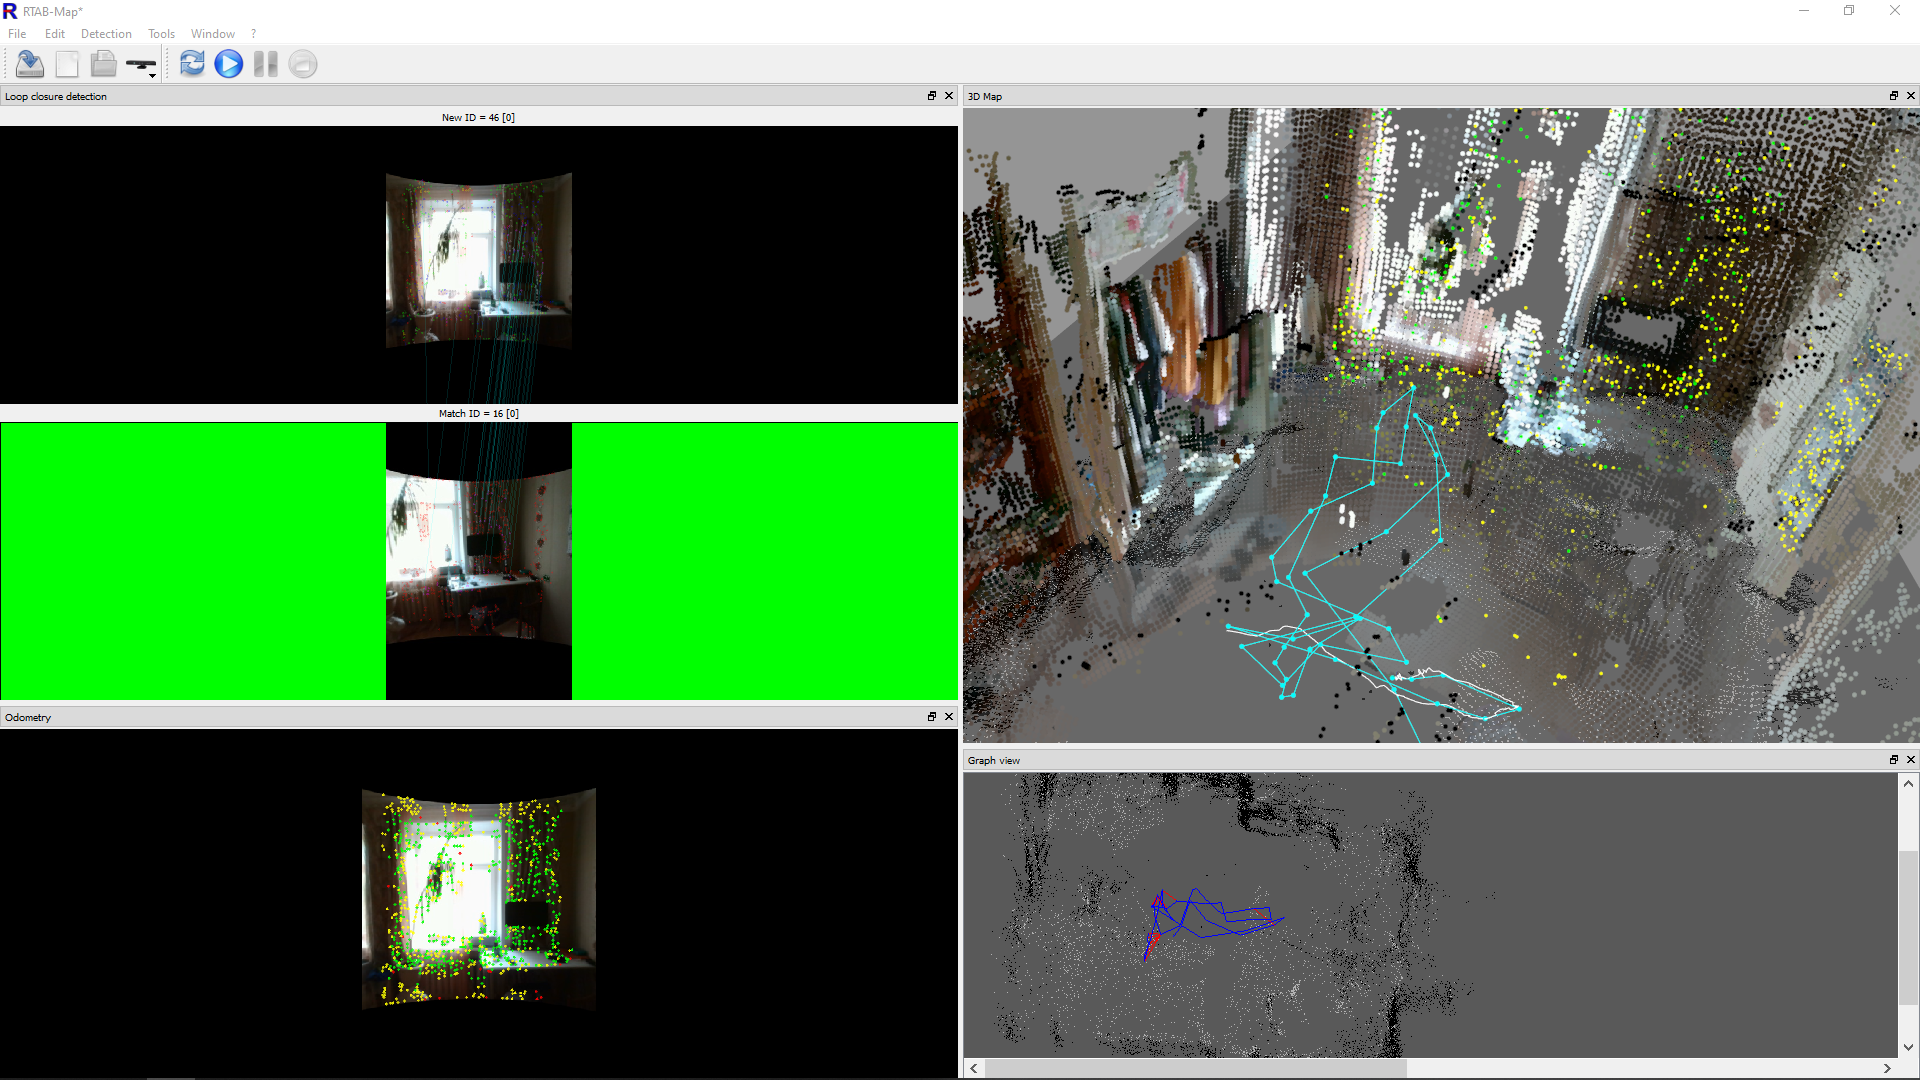 RTAB-Map*
File Edit Detection Tools Window ?
Loop closure detection
New ID = 46 [0]
Match ID = 16 [0]
Odometry
3D Map
Graph view